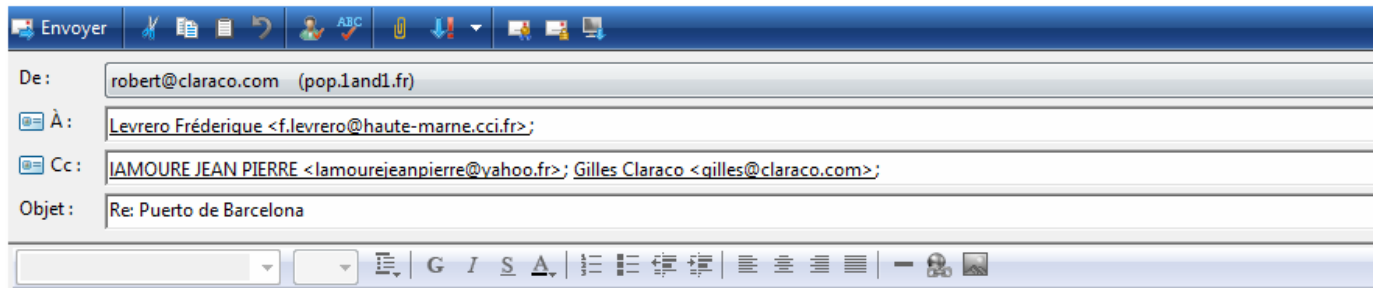 Envoyer ABC
De : robert@claraco.com (pop.1and1.fr)
À : Levrero Fréderique <f.levrero@haute-marne.cci.fr>;
Cc : IAMOURE JEAN PIERRE <lamourejeanpierre@yahoo.fr>; Gilles Claraco <gilles@claraco.com>;
Objet : Re: Puerto de Barcelona
G I S A